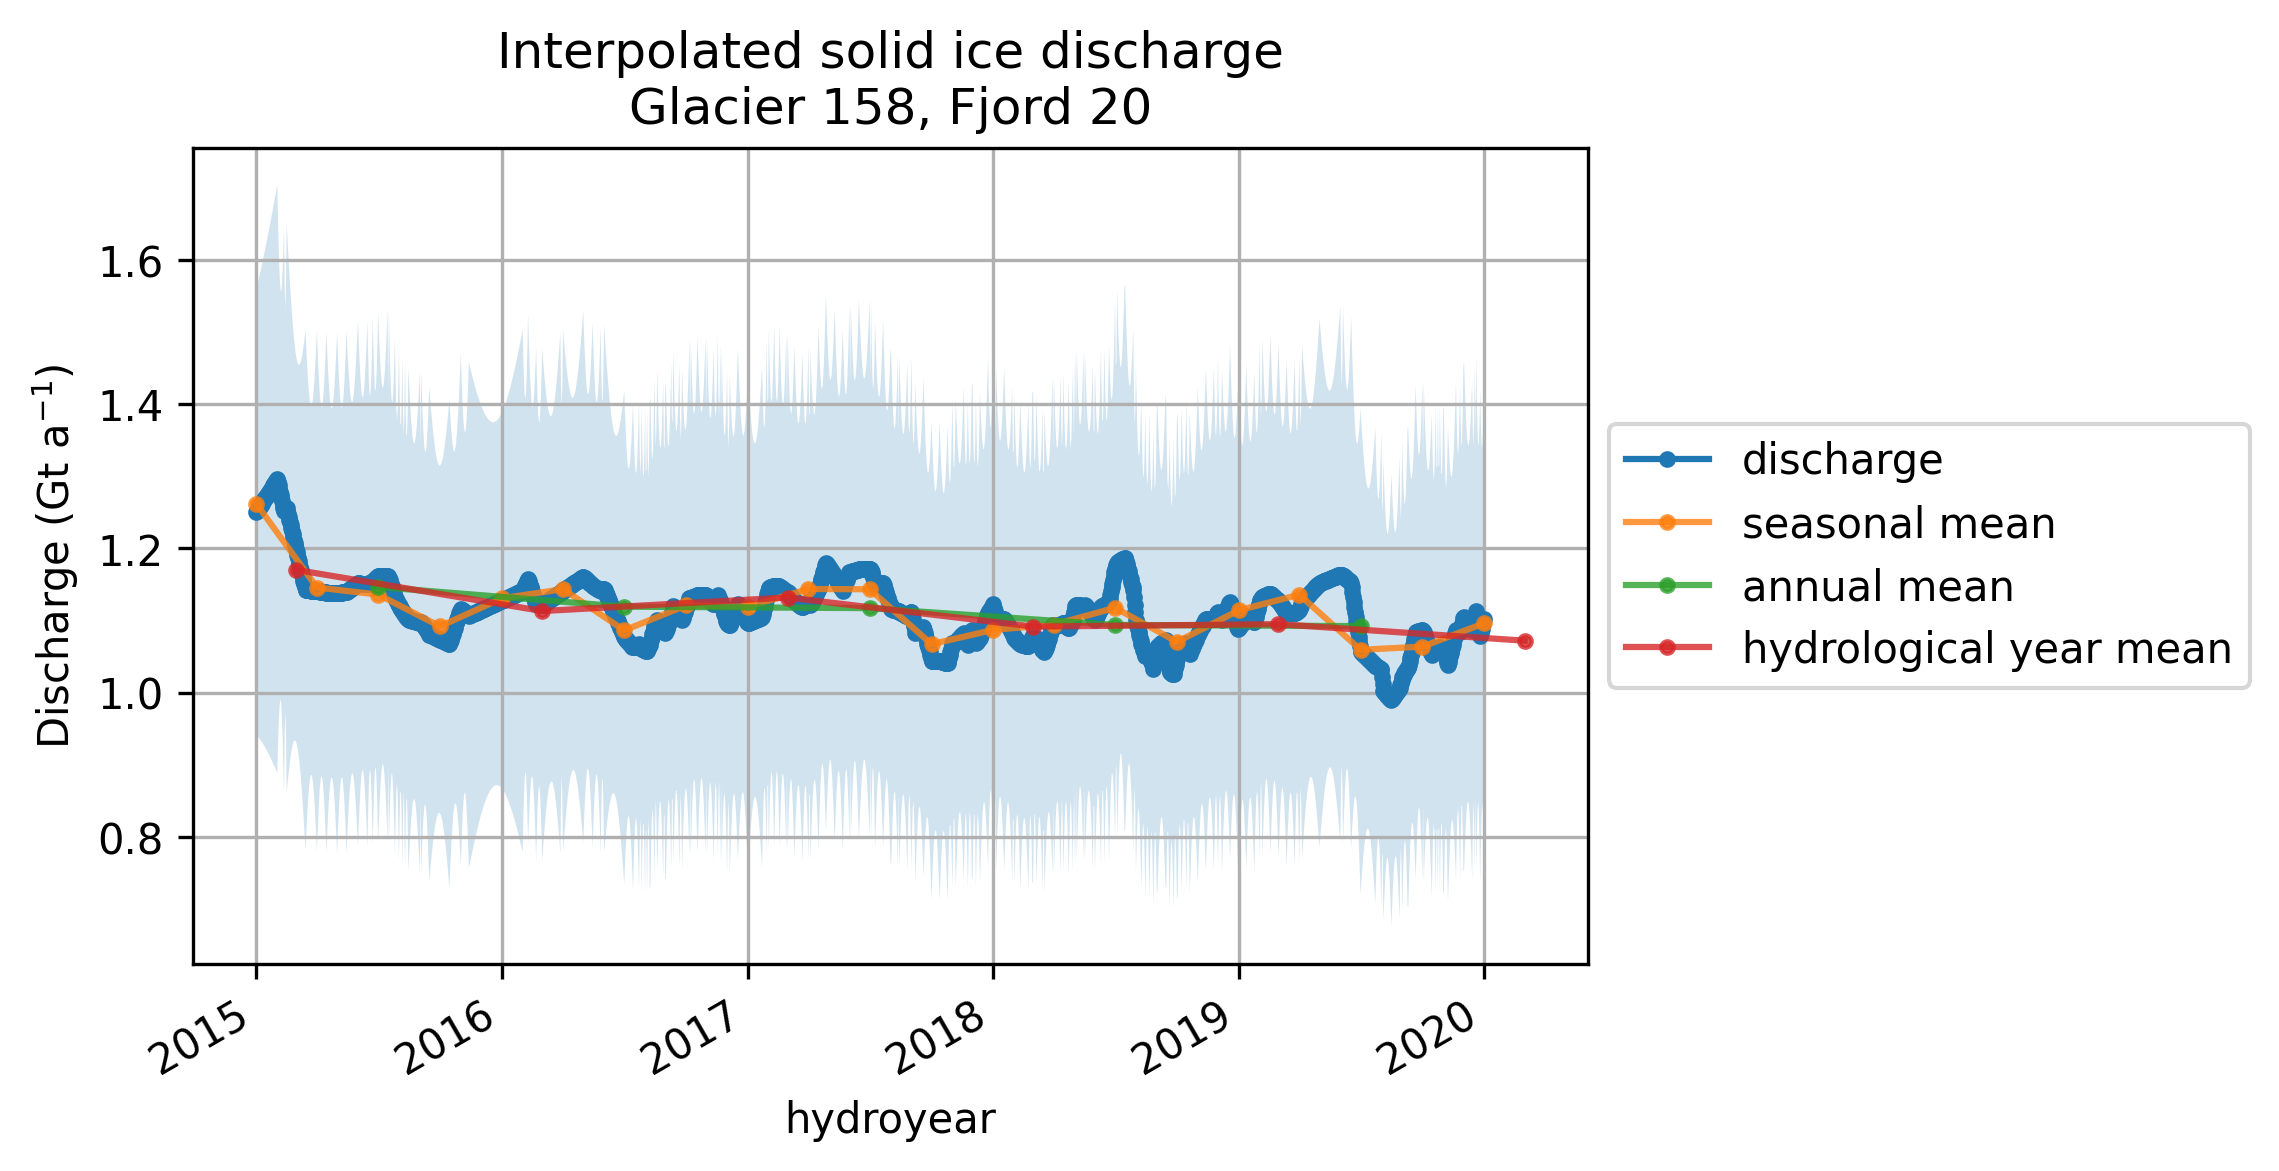 Interpolated solid ice discharge
Glacier 158, Fjord 20
Discharge (Gt a⁻¹)
1.6
1.4
1.2
1.0
0.8
2015
2016
2017
2018
2019
2020
hydroyear
discharge
seasonal mean
annual mean
hydrological year mean